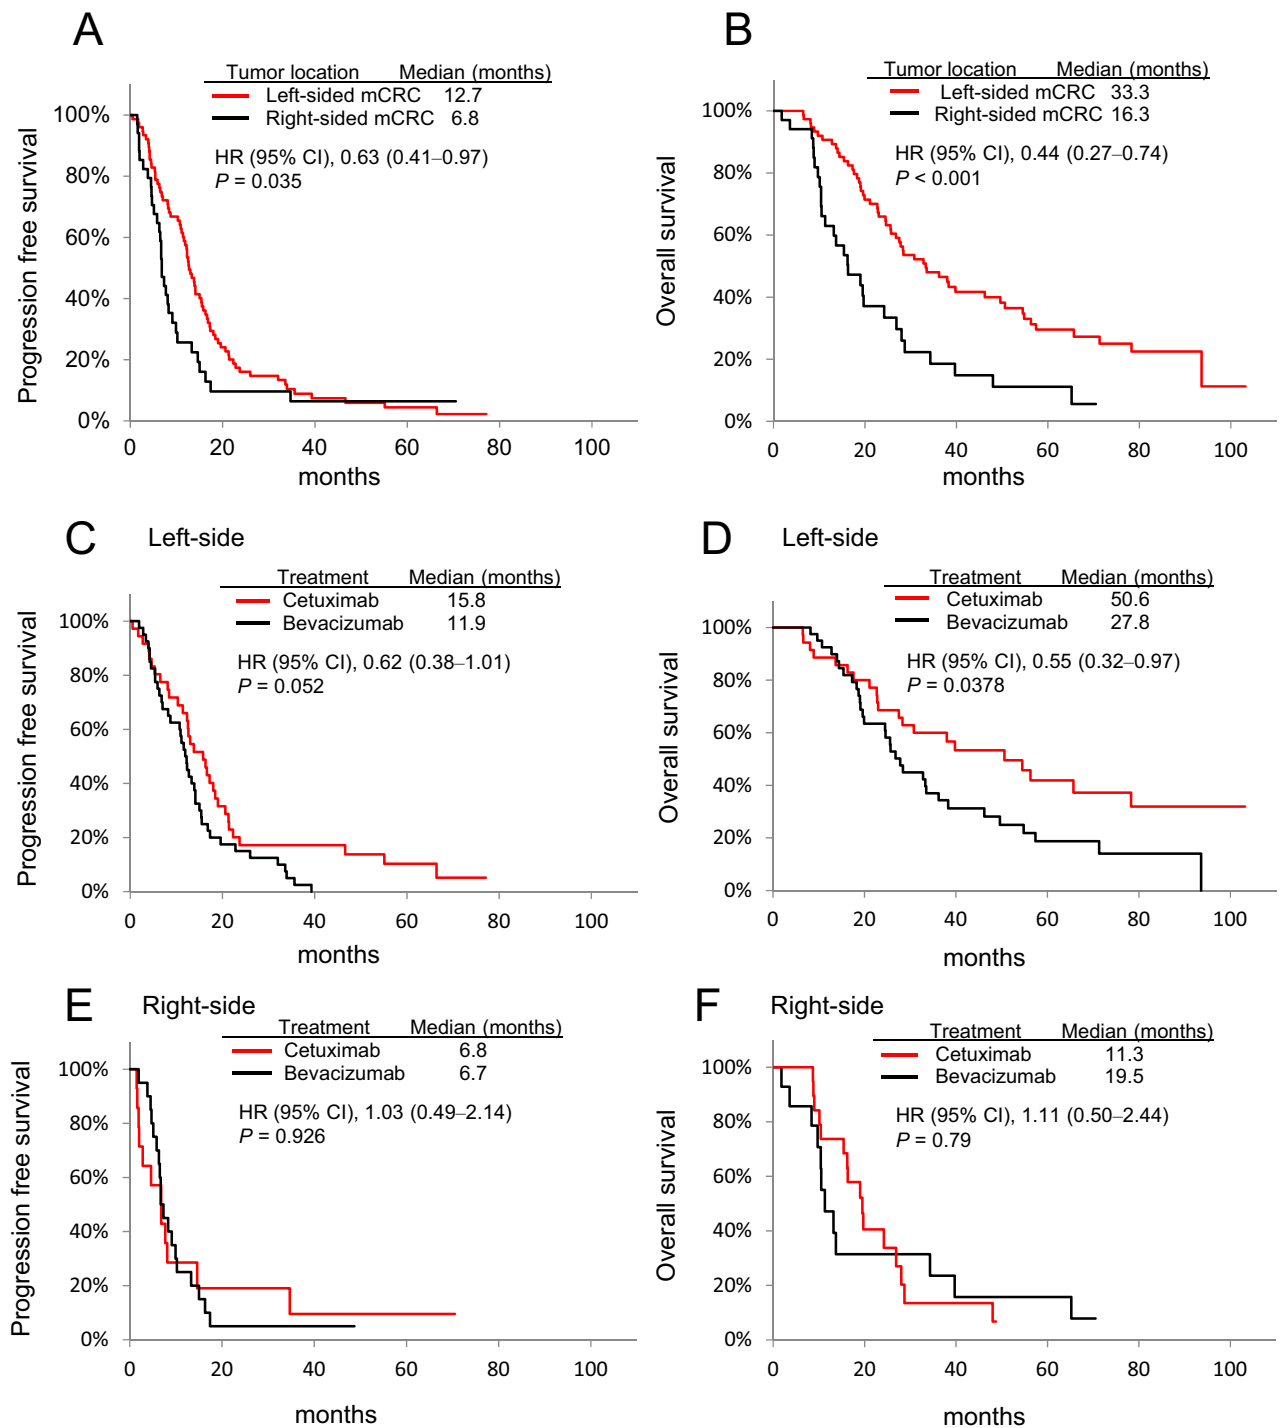 A
Tumor location Median (months)
Left-sided mCRC 12.7
Right-sided mCRC 6.8
HR (95% CI), 0.63 (0.41–0.97)
P = 0.035
Progression free survival
100%
80%
60%
40%
20%
0%
0 20 40 60 80 100
months
B
Tumor location Median (months)
Left-sided mCRC 33.3
Right-sided mCRC 16.3
HR (95% CI), 0.44 (0.27–0.74)
P < 0.001
Overall survival
100%
80%
60%
40%
20%
0%
0 20 40 60 80 100
months
C Left-side
Treatment Median (months)
Cetuximab 15.8
Bevacizumab 11.9
HR (95% CI), 0.62 (0.38–1.01)
P = 0.052
Progression free survival
100%
80%
60%
40%
20%
0%
0 20 40 60 80 100
months
D Left-side
Treatment Median (months)
Cetuximab 50.6
Bevacizumab 27.8
HR (95% CI), 0.55 (0.32–0.97)
P = 0.0378
Overall survival
100%
80%
60%
40%
20%
0%
0 20 40 60 80 100
months
E Right-side
Treatment Median (months)
Cetuximab 6.8
Bevacizumab 6.7
HR (95% CI), 1.03 (0.49–2.14)
P = 0.926
Progression free survival
100%
80%
60%
40%
20%
0%
0 20 40 60 80 100
months
F Right-side
Treatment Median (months)
Cetuximab 11.3
Bevacizumab 19.5
HR (95% CI), 1.11 (0.50–2.44)
P = 0.79
Overall survival
100%
80%
60%
40%
20%
0%
0 20 40 60 80 100
months